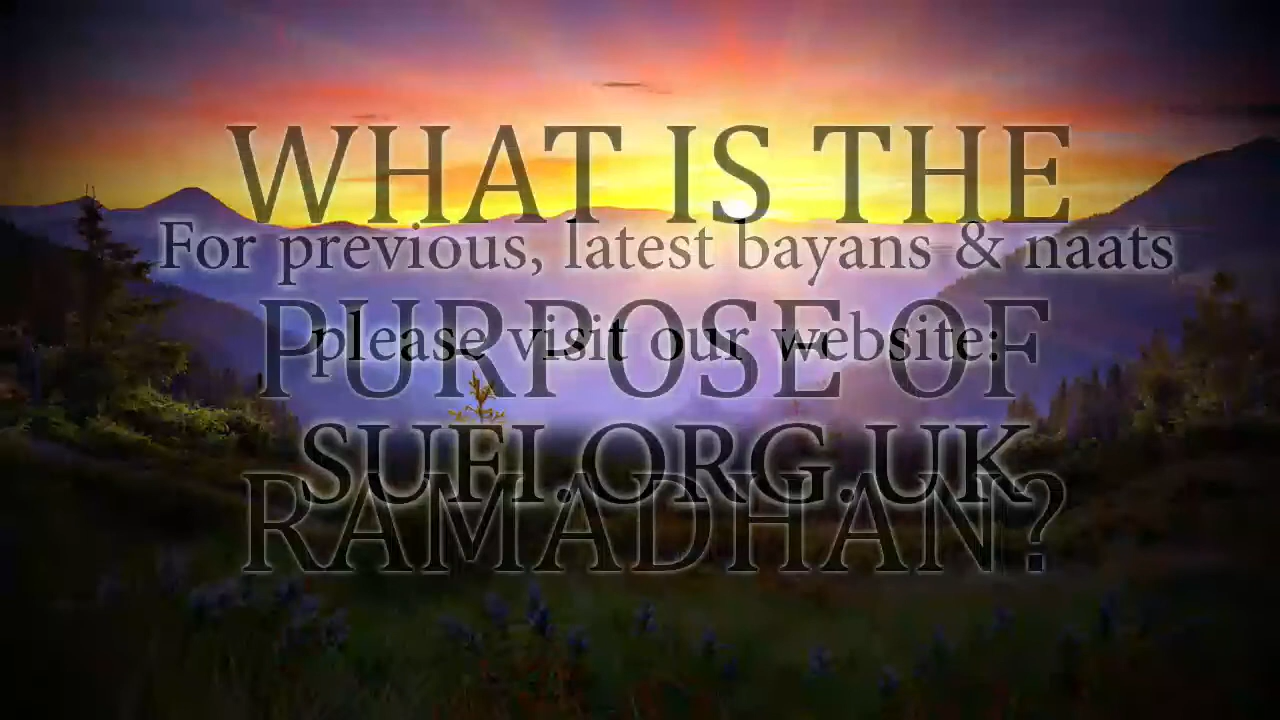 WHAT IS THE
For previous, latest bayans & naats
PURPOSE OF
please visit our website:
SUFI.ORG.UK
RAMADHAN?